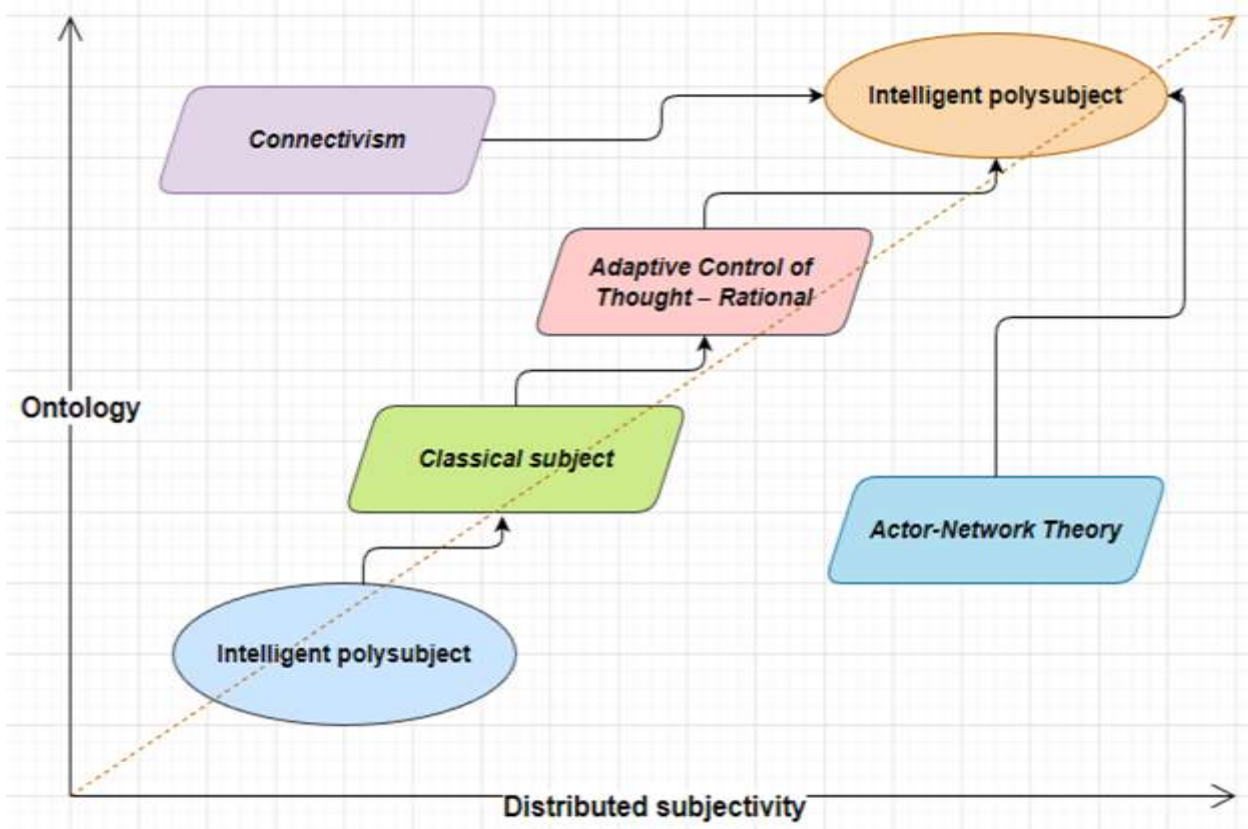 Intelligent polysubject
Connectivism
Adaptive Control of
Thought – Rational
Ontology
Classical subject
Actor-Network Theory
Intelligent polysubject
Distributed subjectivity